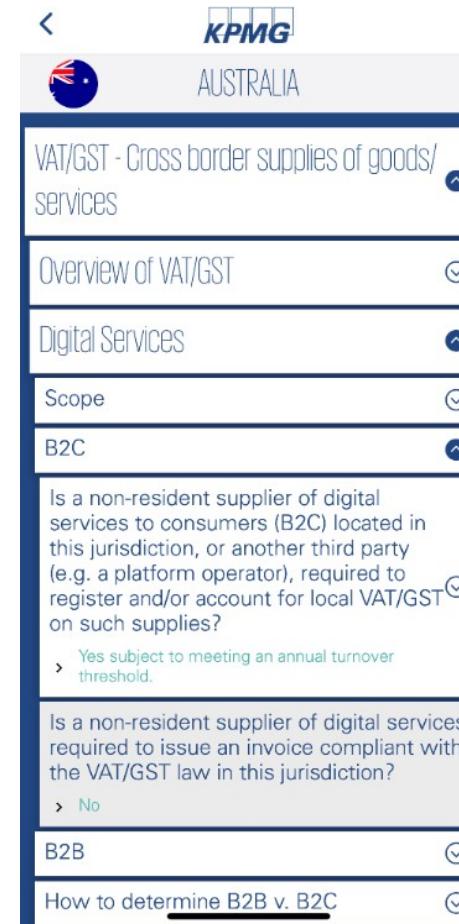 KPMG
AUSTRALIA
VAT/GST - Cross border supplies of goods/
services
Overview of VAT/GST
Digital Services
Scope
B2C
Is a non-resident supplier of digital
services to consumers (B2C) located in
this jurisdiction, or another third party
(e.g. a platform operator), required to
register and/or account for local VAT/GST
on such supplies?
Yes subject to meeting an annual turnover
threshold.
Is a non-resident supplier of digital services
required to issue an invoice compliant with
the VAT/GST law in this jurisdiction?
No
B2B
How to determine B2B v. B2C